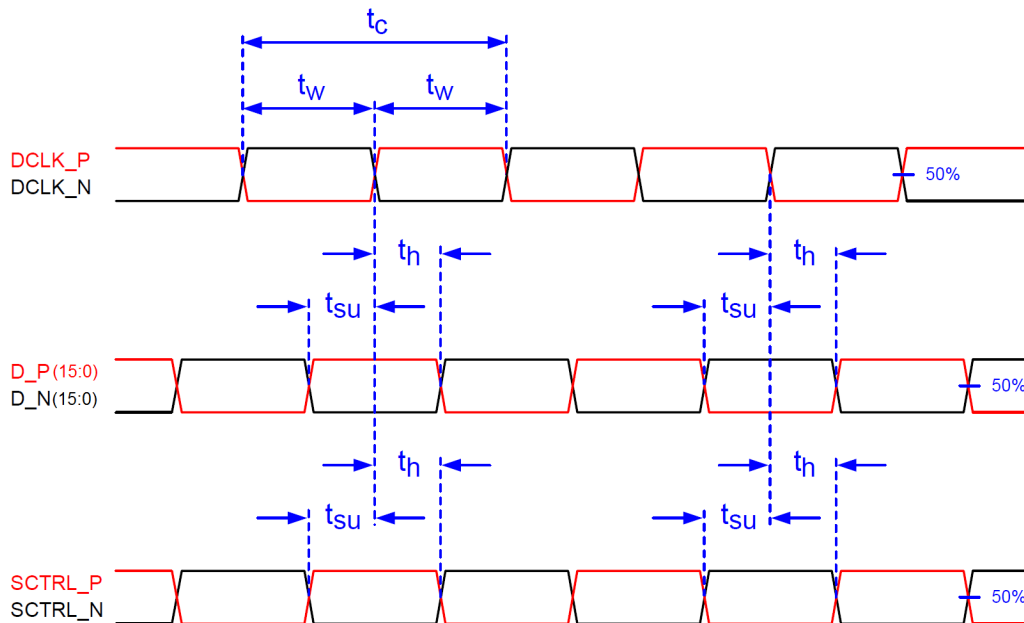 tc
tw tw
DCLK_P
DCLK_N
50%
th th
tsu tsu
D_P(15:0)
D_N(15:0)
50%
th th
tsu tsu
SCTRL_P
SCTRL_N
50%